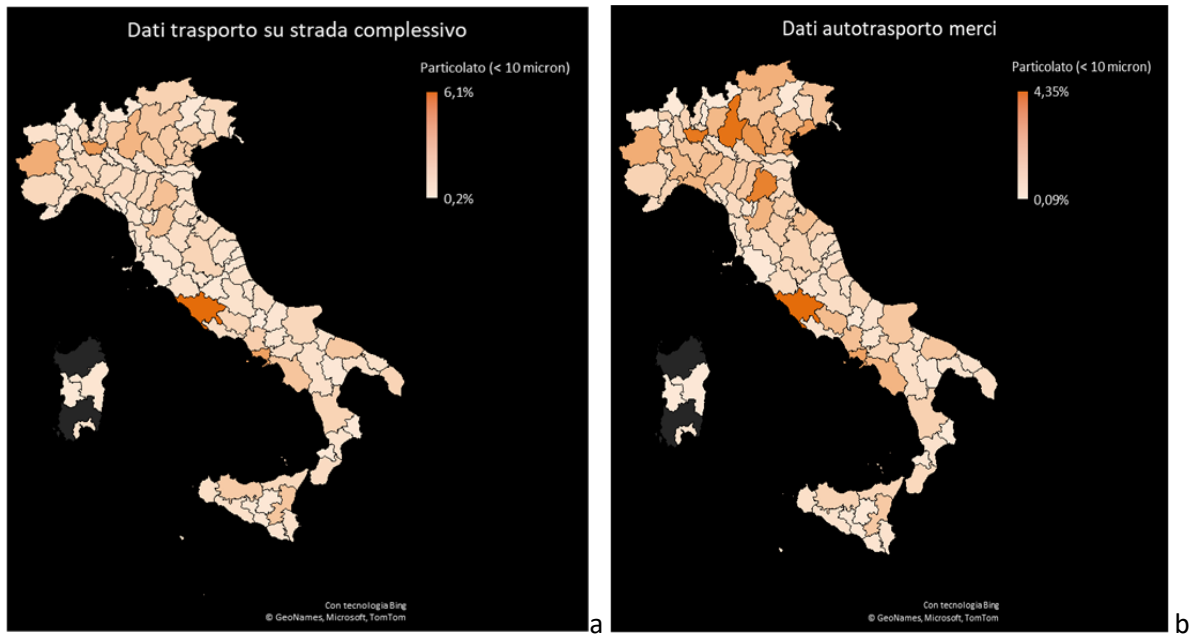 Dati trasporto su strada complessivo
Particolato (< 10 micron)
6,1%
0,2%
Con tecnologia Bing
© GeoNames, Microsoft, TomTom
a
Dati autotrasporto merci
Particolato (< 10 micron)
4,35%
0,09%
Con tecnologia Bing
© GeoNames, Microsoft, TomTom
b